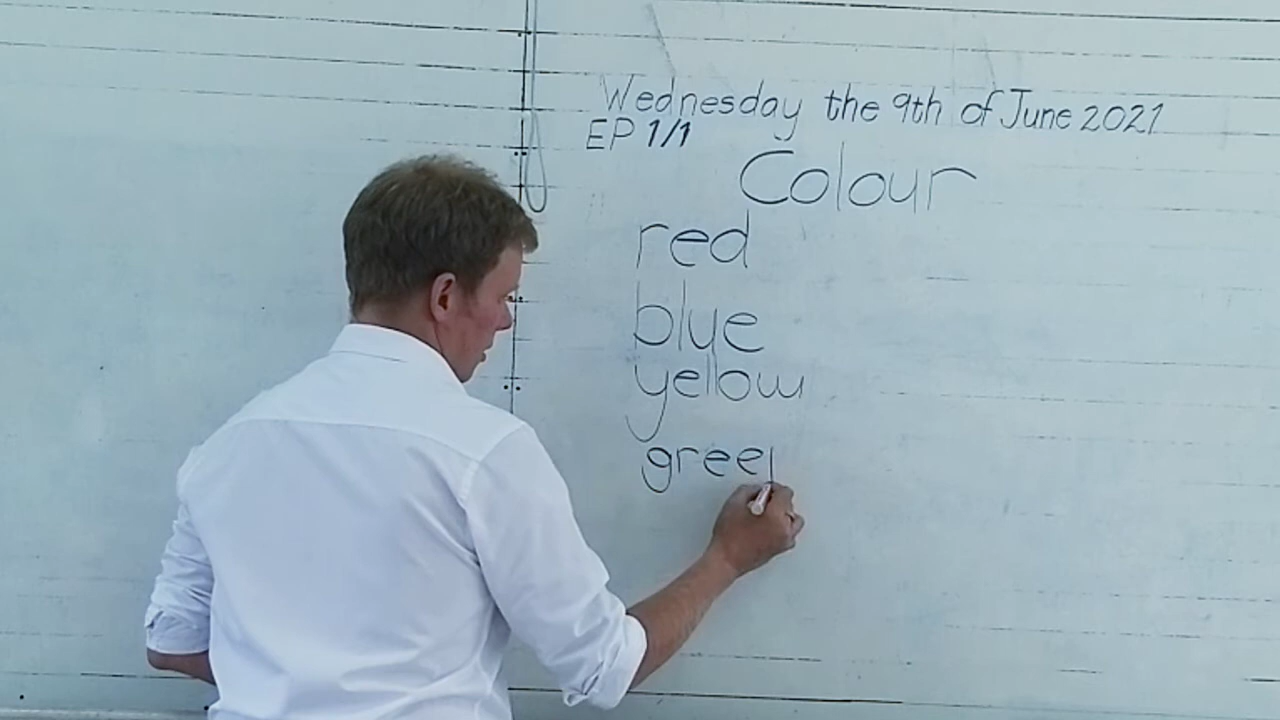 Wednesday the 9th of June 2021
EP 1/1
Colour
red
blue
yellow
gree